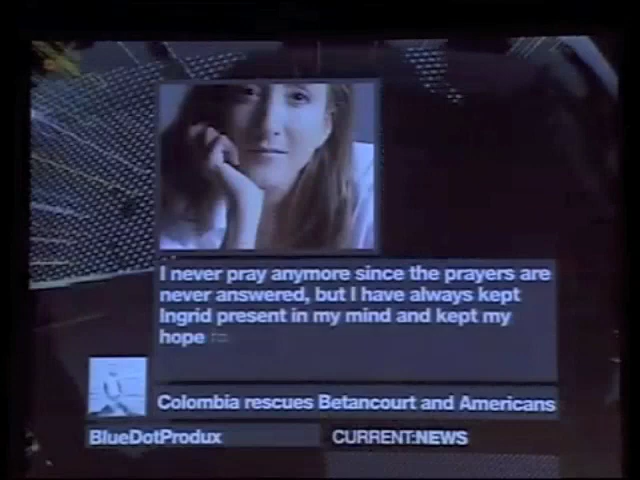 I never pray anymore since the prayers are
never answered, but I have always kept
Ingrid present in my mind and kept my
hope
Colombia rescues Betancourt and Americans
BlueDotProdux
CURRENT:NEWS